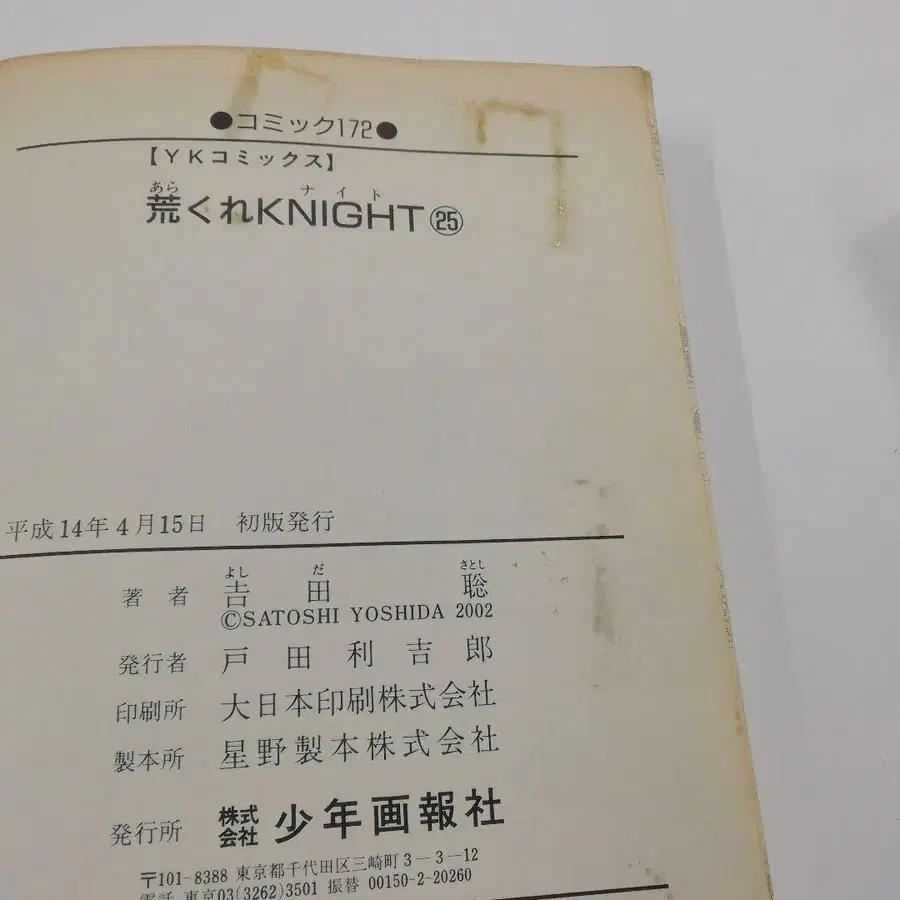 ●コミック172●
【YKコミックス】
あら ナイト
荒くれKNIGHT㉕
平成14年4月15日 初版発行
よし だ さとし
著者 吉田 聡
©SATOSHI YOSHIDA 2002
発行者 戸田利吉郎
印刷所 大日本印刷株式会社
製本所 星野製本株式会社
発行所 株式会社 少年画報社
〒101-8388 東京都千代田区三崎町3-3-12
電話 東京03(3262)3501 振替 00150-2-20260